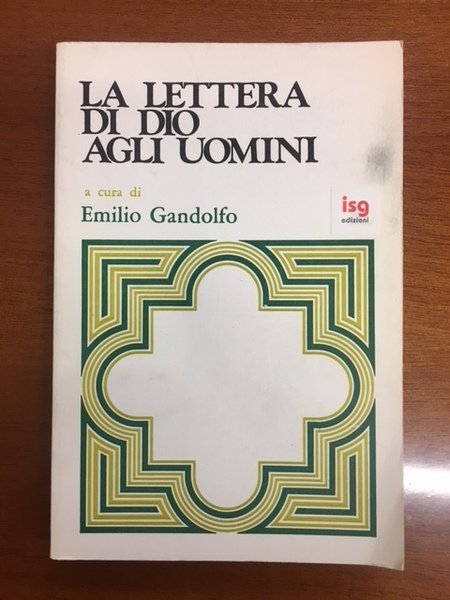 LA LETTERA
DI DIO
AGLI UOMINI
a cura di
Emilio Gandolfo
isg
edizioni